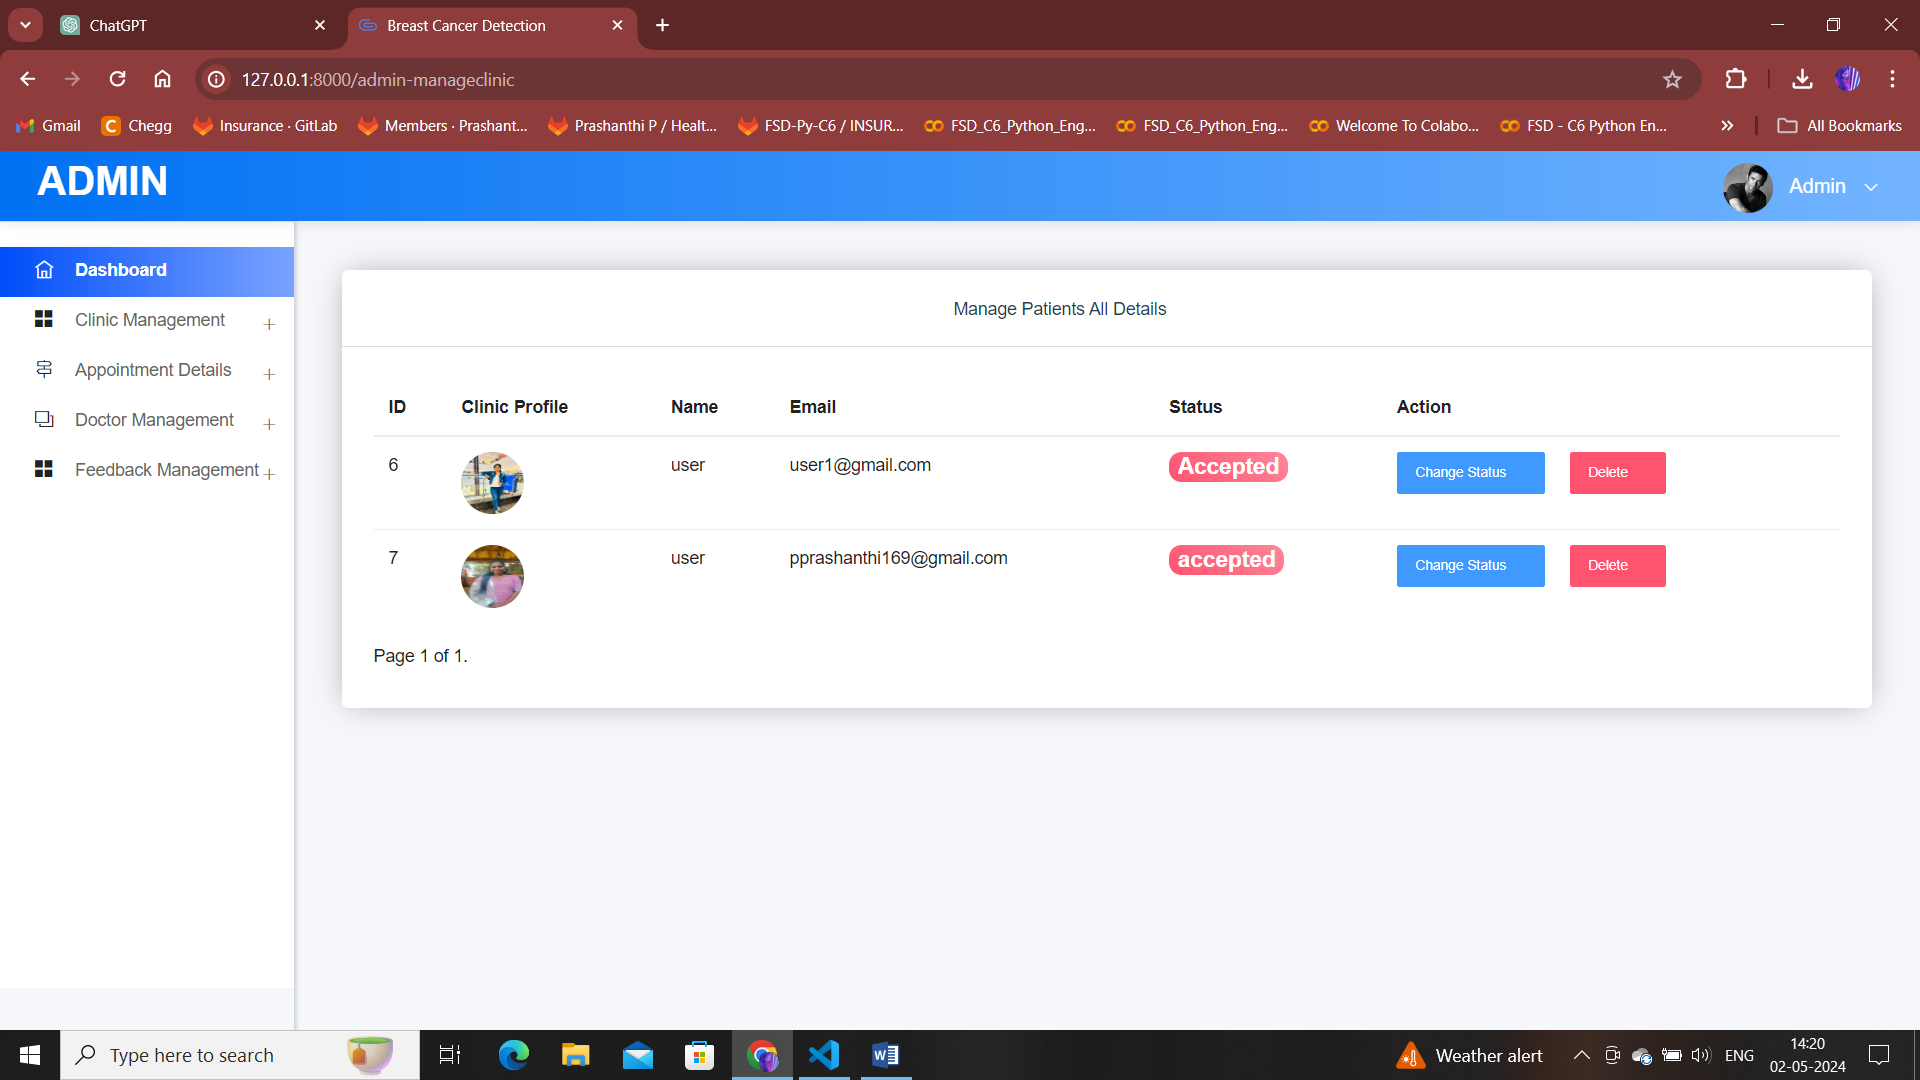 ChatGPT
Breast Cancer Detection
127.0.0.1:8000/admin-manageclinic
Gmail
Chegg
Insurance · GitLab
Members · Prashant...
Prashanthi P / Healt...
FSD-Py-C6 / INSUR...
FSD_C6_Python_Eng...
FSD_C6_Python_Eng...
Welcome To Colabo...
FSD - C6 Python En...
All Bookmarks
ADMIN
Admin
Dashboard
Clinic Management
Appointment Details
Doctor Management
Feedback Management
Manage Patients All Details
ID Clinic Profile Name Email Status Action
6 user user1@gmail.com Accepted Change Status Delete
7 user pprashanthi169@gmail.com accepted Change Status Delete
Page 1 of 1.
Type here to search
Weather alert
ENG
14:20
02-05-2024